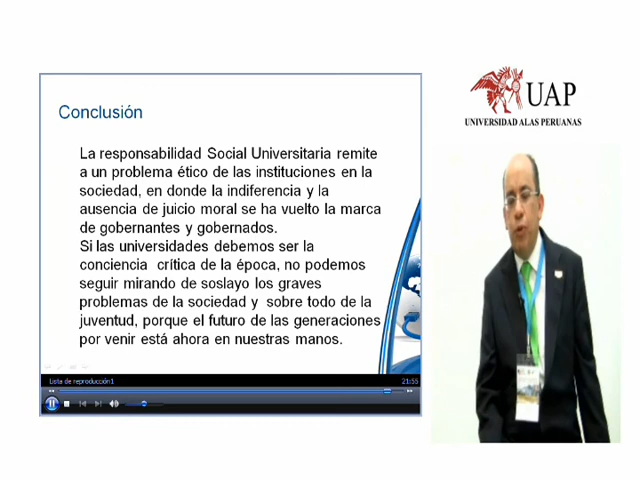 UAP
UNIVERSIDAD ALAS PERUANAS
Conclusión
La responsabilidad Social Universitaria remite
a un problema ético de las instituciones en la
sociedad, en donde la indiferencia y la
ausencia de juicio moral se ha vuelto la marca
de gobernantes y gobernados.
Si las universidades debemos ser la
conciencia crítica de la época, no podemos
seguir mirando de soslayo los graves
problemas de la sociedad y sobre todo de la
juventud, porque el futuro de las generaciones
por venir está ahora en nuestras manos.
Lista de reproducción1 21:55